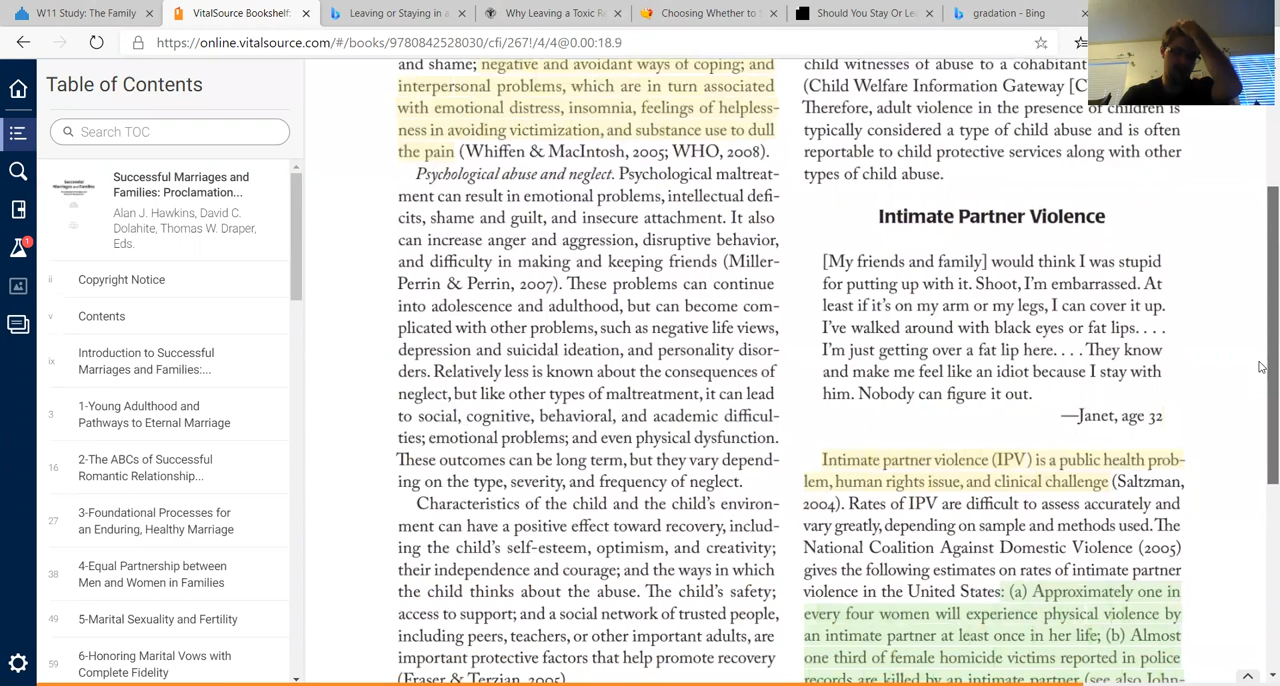 W11 Study: The Family
VitalSource Bookshelf:
Leaving or Staying in a
Why Leaving a Toxic R
Choosing Whether to S
Should You Stay Or Le
gradation - Bing
https://online.vitalsource.com/#/books/9780842528030/cfi/267!/4/4@0.00:18.9
Table of Contents
Search TOC
Successful Marriages and
Families: Proclamation...
Alan J. Hawkins, David C.
Dolahite, Thomas W. Draper,
Eds.
ii Copyright Notice
v Contents
ix Introduction to Successful
Marriages and Families:...
3 1-Young Adulthood and
Pathways to Eternal Marriage
16 2-The ABCs of Successful
Romantic Relationship...
27 3-Foundational Processes for
an Enduring, Healthy Marriage
38 4-Equal Partnership between
Men and Women in Families
49 5-Marital Sexuality and Fertility
59 6-Honoring Marital Vows with
Complete Fidelity
1
and shame; negative and avoidant ways of coping; and
interpersonal problems, which are in turn associated
with emotional distress, insomnia, feelings of helpless-
ness in avoiding victimization, and substance use to dull
the pain (Whiffen & MacIntosh, 2005; WHO, 2008).
Psychological abuse and neglect. Psychological maltreat-
ment can result in emotional problems, intellectual defi-
cits, shame and guilt, and insecure attachment. It also
can increase anger and aggression, disruptive behavior,
and difficulty in making and keeping friends (Miller-
Perrin & Perrin, 2007). These problems can continue
into adolescence and adulthood, but can become com-
plicated with other problems, such as negative life views,
depression and suicidal ideation, and personality disor-
ders. Relatively less is known about the consequences of
neglect, but like other types of maltreatment, it can lead
to social, cognitive, behavioral, and academic difficul-
ties; emotional problems; and even physical dysfunction.
These outcomes can be long term, but they vary depend-
ing on the type, severity, and frequency of neglect.
Characteristics of the child and the child's environ-
ment can have a positive effect toward recovery, includ-
ing the child's self-esteem, optimism, and creativity;
their independence and courage; and the ways in which
the child thinks about the abuse. The child's safety;
access to support; and a social network of trusted people,
including peers, teachers, or other important adults, are
important protective factors that help promote recovery
(Fraser & Terzian, 2005).
child witnesses of abuse to a cohabitant
(Child Welfare Information Gateway [C
Therefore, adult violence in the presence of children is
typically considered a type of child abuse and is often
reportable to child protective services along with other
types of child abuse.
Intimate Partner Violence
[My friends and family] would think I was stupid
for putting up with it. Shoot, I'm embarrassed. At
least if it's on my arm or my legs, I can cover it up.
I've walked around with black eyes or fat lips. . . .
I'm just getting over a fat lip here. . . . They know
and make me feel like an idiot because I stay with
him. Nobody can figure it out.
—Janet, age 32
Intimate partner violence (IPV) is a public health prob-
lem, human rights issue, and clinical challenge (Saltzman,
2004). Rates of IPV are difficult to assess accurately and
vary greatly, depending on sample and methods used. The
National Coalition Against Domestic Violence (2005)
gives the following estimates on rates of intimate partner
violence in the United States: (a) Approximately one in
every four women will experience physical violence by
an intimate partner at least once in her life; (b) Almost
one third of female homicide victims reported in police
records are killed by an intimate partner (see also John-